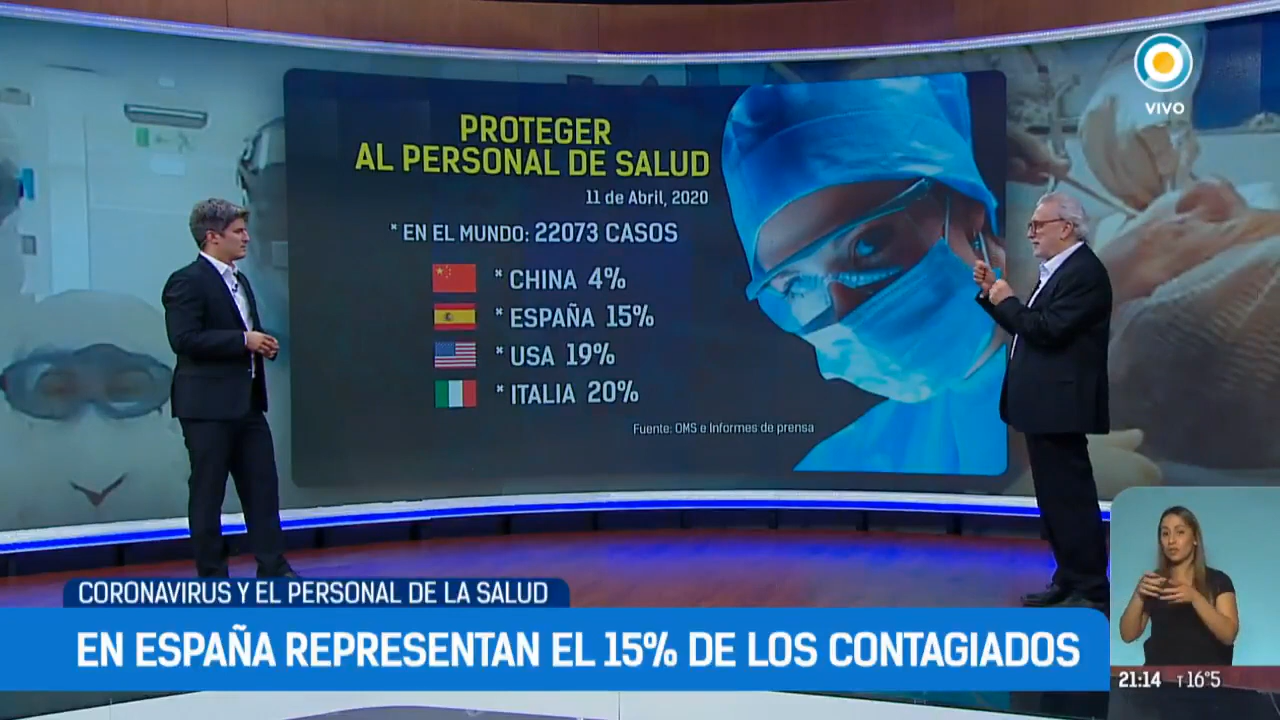 VIVO
PROTEGER
AL PERSONAL DE SALUD
11 de Abril, 2020
* EN EL MUNDO: 22073 CASOS
* CHINA 4%
* ESPAÑA 15%
* USA 19%
* ITALIA 20%
Fuente: OMS e Informes de prensa
CORONAVIRUS Y EL PERSONAL DE LA SALUD
EN ESPAÑA REPRESENTAN EL 15% DE LOS CONTAGIADOS
21:14 T 16°5